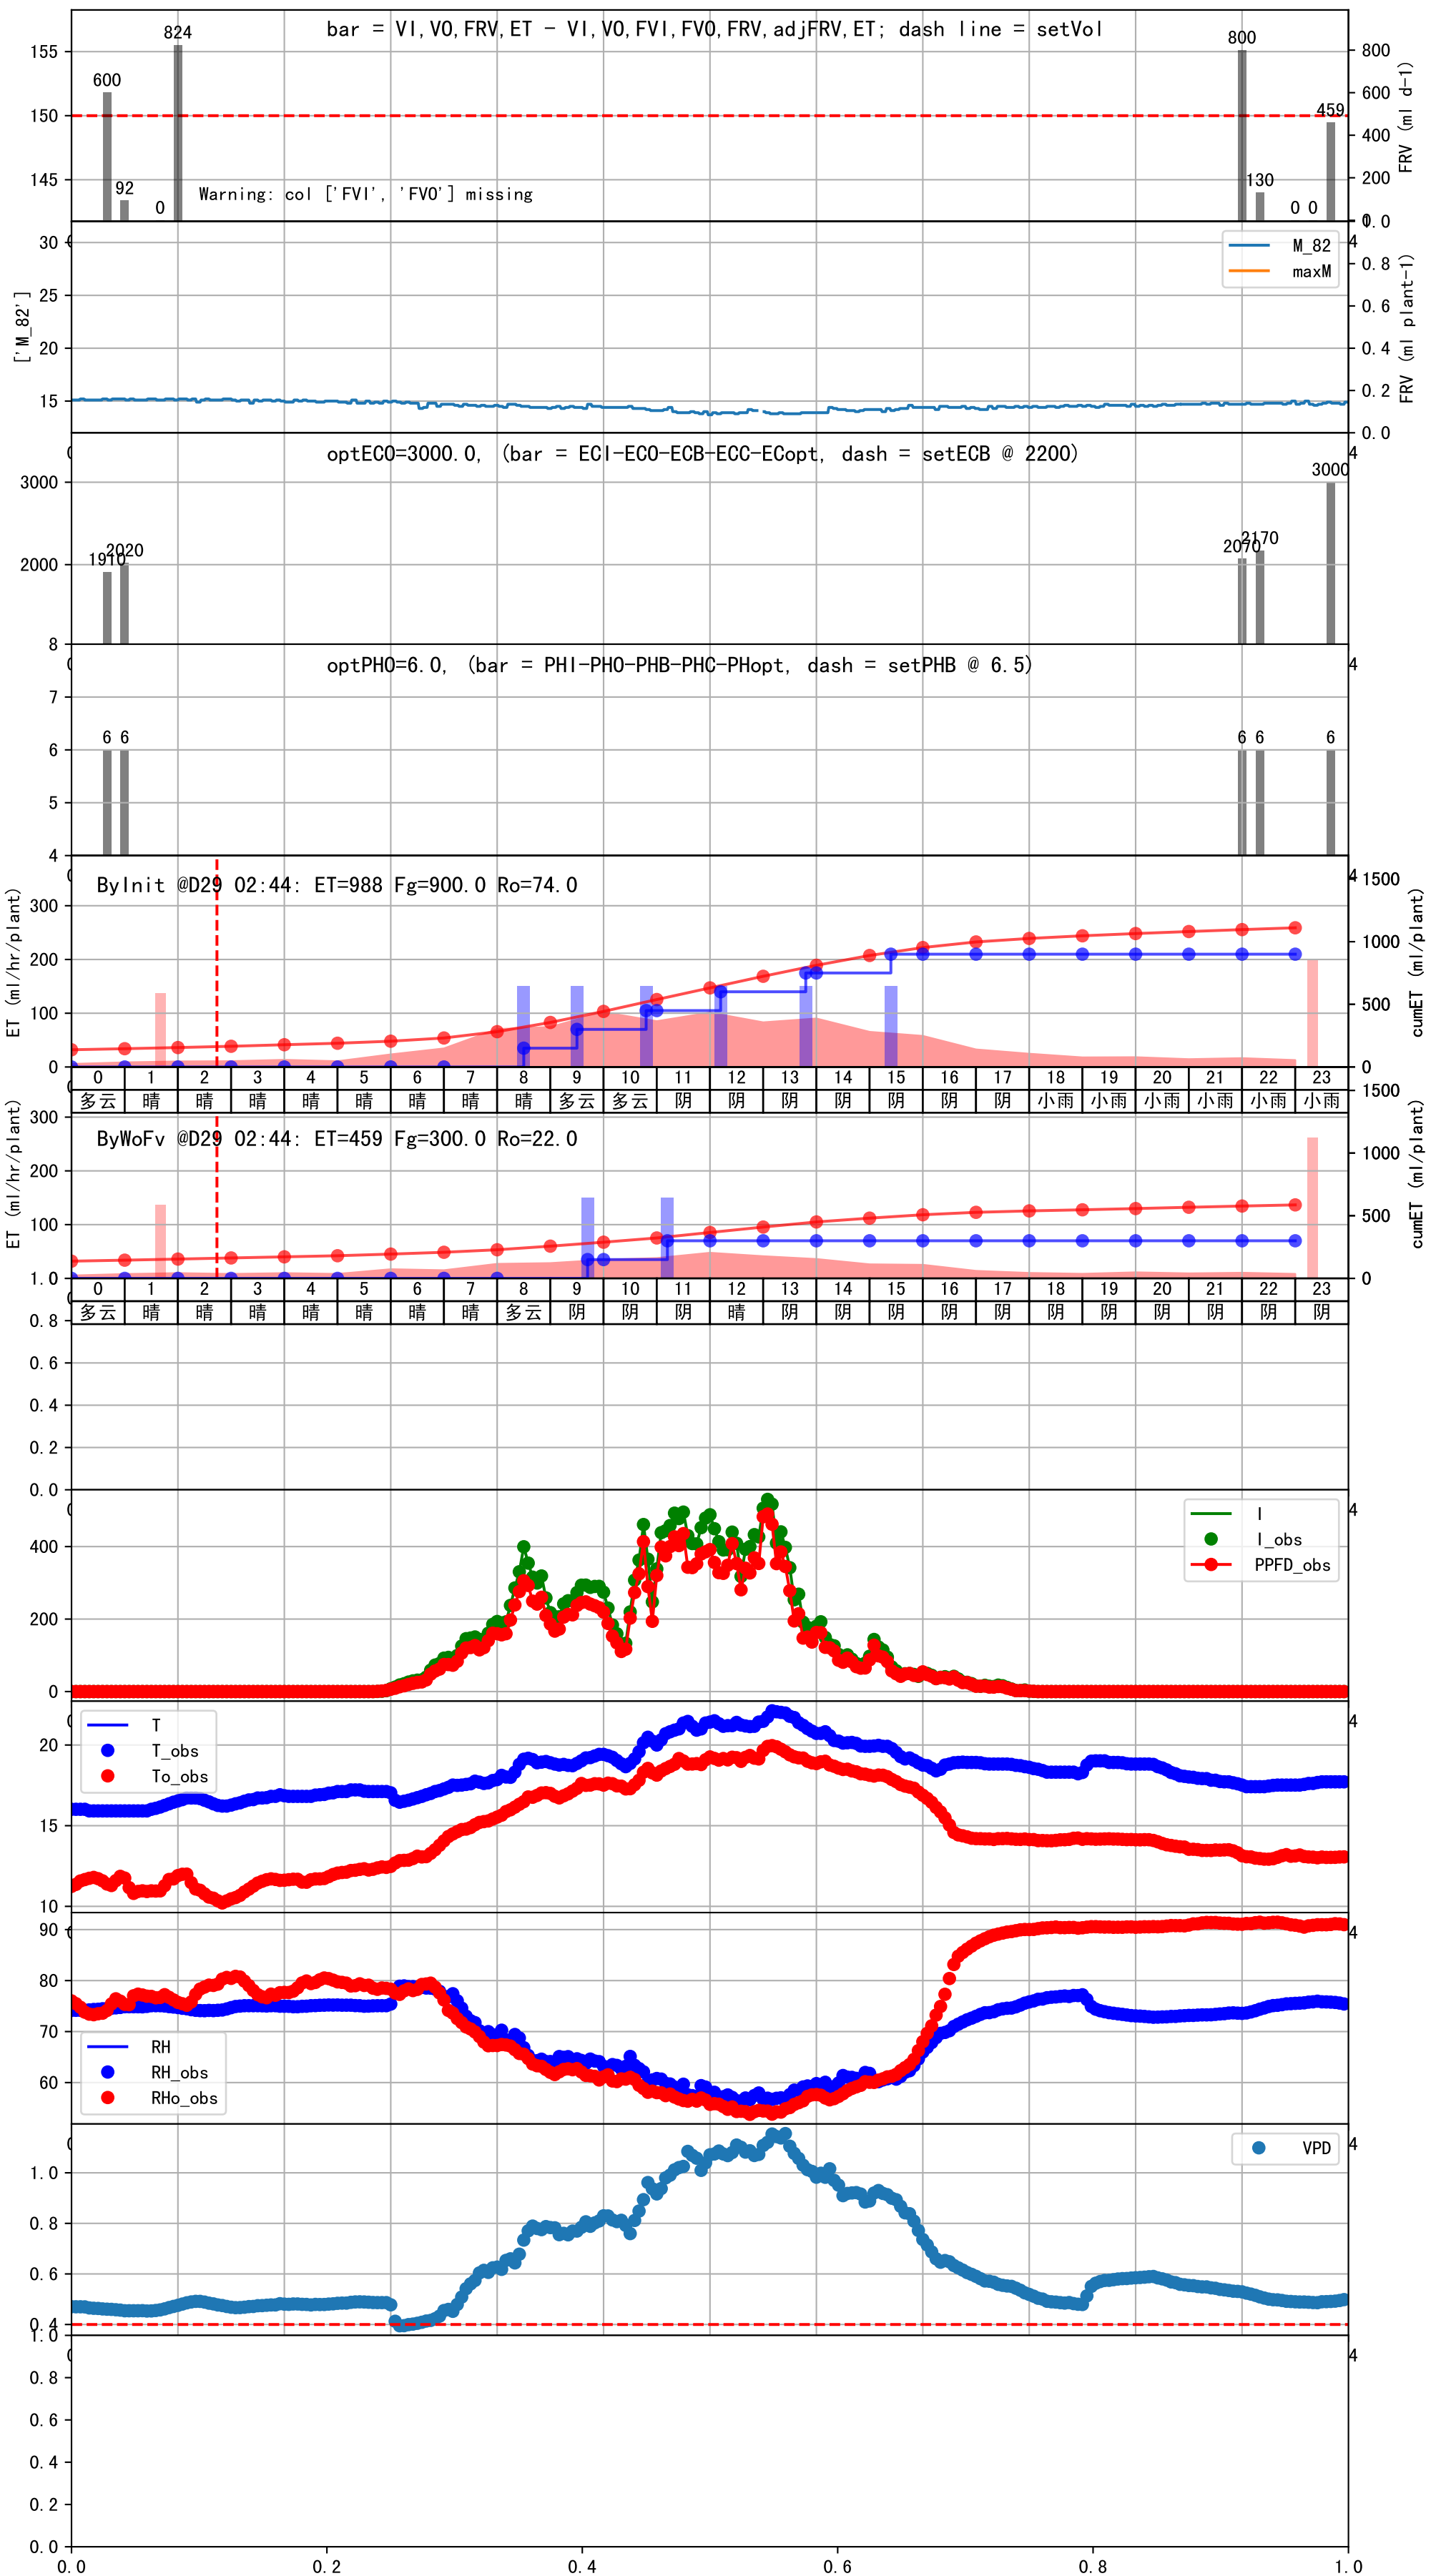 bar = VI,VO,FRV,ET - VI,VO,FVI,FVO,FRV,adjFRV,ET; dash line = setVol
824
800
600
459
92
0
130
0 0
Warning: col ['FVI', 'FVO'] missing
155
150
145
800
600
400
200
0
FRV (ml d-1)
1.0
30
25
20
15
['M_82']
M_82
maxM
0.8
0.6
0.4
0.2
0.0
FRV (ml plant-1)
optECO=3000.0, (bar = ECI-ECO-ECB-ECC-ECopt, dash = setECB @ 2200)
3000
2000
1910
2020
2070
2170
3000
optPHO=6.0, (bar = PHI-PHO-PHB-PHC-PHopt, dash = setPHB @ 6.5)
8
7
6
5
4
6 6
6 6
6
ByInit @D29 02:44: ET=988 Fg=900.0 Ro=74.0
300
200
100
0
ET (ml/hr/plant)
1500
1000
500
0
cumET (ml/plant)
0 1 2 3 4 5 6 7 8 9 10 11 12 13 14 15 16 17 18 19 20 21 22 23
多云 晴 晴 晴 晴 晴 晴 晴 晴 多云 多云 阴 阴 阴 阴 阴 阴 阴 小雨 小雨 小雨 小雨 小雨 小雨
ByWoFv @D29 02:44: ET=459 Fg=300.0 Ro=22.0
300
200
100
ET (ml/hr/plant)
1500
1000
500
0
cumET (ml/plant)
0 1 2 3 4 5 6 7 8 9 10 11 12 13 14 15 16 17 18 19 20 21 22 23
多云 晴 晴 晴 晴 晴 晴 晴 多云 阴 阴 阴 晴 阴 阴 阴 阴 阴 阴 阴 阴 阴 阴 阴
1.0
0.8
0.6
0.4
0.2
0.0
400
200
0
I
I_obs
PPFD_obs
20
15
10
T
T_obs
To_obs
90
80
70
60
RH
RH_obs
RHo_obs
1.0
0.8
0.6
0.4
VPD
1.0
0.8
0.6
0.4
0.2
0.0
0.0 0.2 0.4 0.6 0.8 1.0